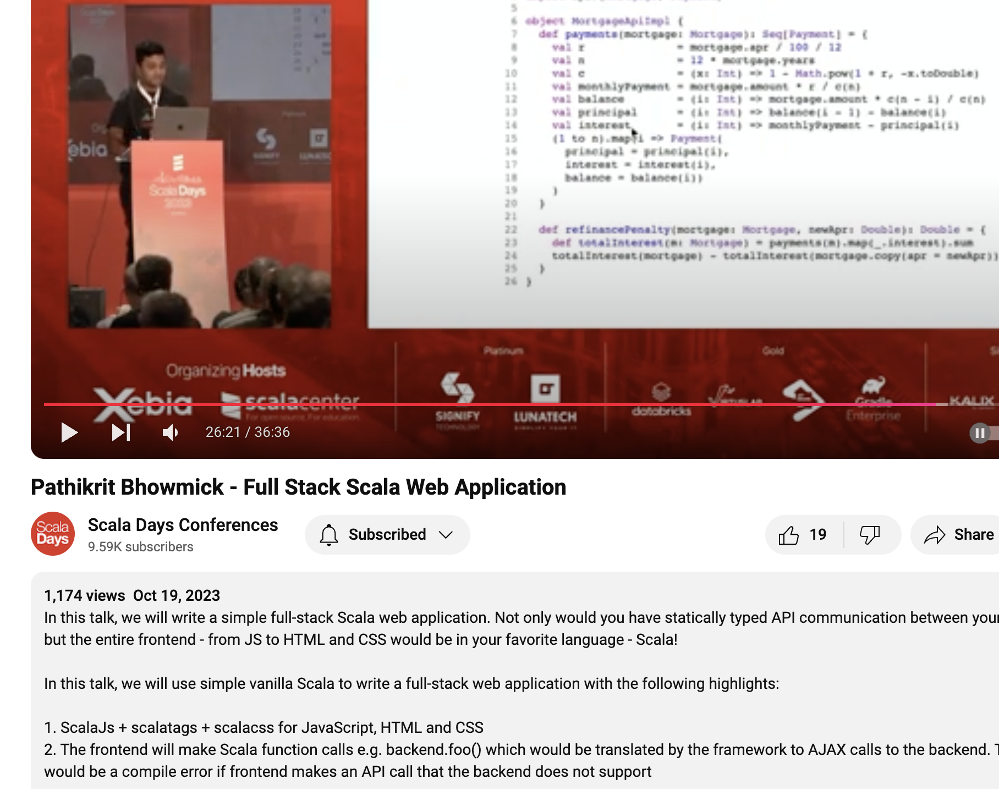 5
6 object MortgageApiImpl {
7 def payments(mortgage: Mortgage): Seq[Payment] = {
8 val r = mortgage.apr / 100 / 12
9 val n = 12 * mortgage.years
10 val c = (x: Int) => 1 - Math.pow(1 + r, -x.toDouble)
11 val monthlyPayment = mortgage.amount * r / c(n)
12 val balance = (i: Int) => mortgage.amount * c(n - i) / c(n)
13 val principal = (i: Int) => balance(i - 1) - balance(i)
14 val interest = (i: Int) => monthlyPayment - principal(i)
15 (1 to n).map(i => Payment(
16 principal = principal(i),
17 interest = interest(i),
18 balance = balance(i))
19 )
20 }
21
22 def refinancePenalty(mortgage: Mortgage, newApr: Double): Double = {
23 def totalInterest(m: Mortgage) = payments(m).map(_.interest).sum
24 totalInterest(mortgage) - totalInterest(mortgage.copy(apr = newApr))
25 }
26 }
ebia
SIGNIFY
LUNATEC
Scala Days
2023
Organizing Hosts
Xebia
scalacenter
For open source. For education.
Platinum
SIGNIFY
TECHNOLOGY
LUNATECH
Gold
databricks
VIRTUSLAB
Gradle
Enterprise
KALIX
26:21 / 36:36
Pathikrit Bhowmick - Full Stack Scala Web Application
Scala
Days
Scala Days Conferences
9.59K subscribers
Subscribed
19
Share
1,174 views Oct 19, 2023
In this talk, we will write a simple full-stack Scala web application. Not only would you have statically typed API communication between your
but the entire frontend - from JS to HTML and CSS would be in your favorite language - Scala!
In this talk, we will use simple vanilla Scala to write a full-stack web application with the following highlights:
1. ScalaJs + scalatags + scalacss for JavaScript, HTML and CSS
2. The frontend will make Scala function calls e.g. backend.foo() which would be translated by the framework to AJAX calls to the backend. T
would be a compile error if frontend makes an API call that the backend does not support